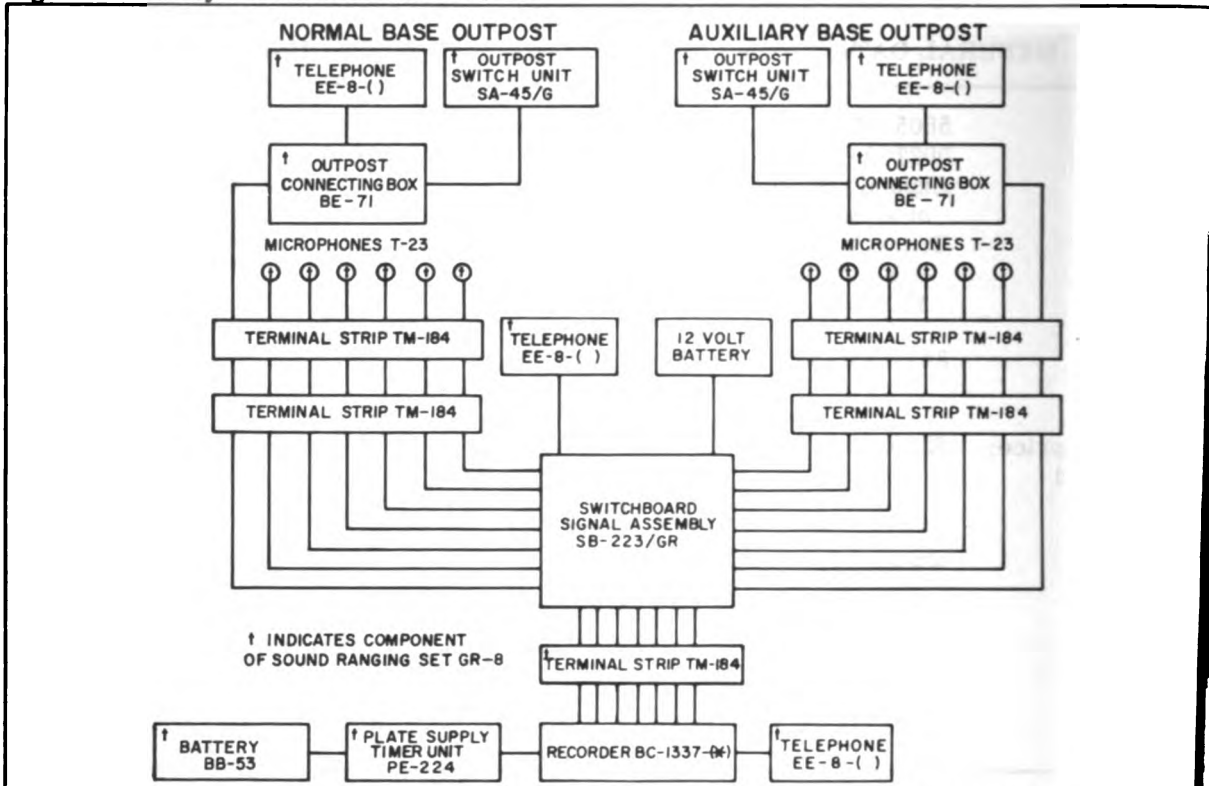 NORMAL BASE OUTPOST
AUXILIARY BASE OUTPOST
† TELEPHONE
EE-8-( )
† OUTPOST
SWITCH UNIT
SA-45/G
† OUTPOST
SWITCH UNIT
SA-45/G
† TELEPHONE
EE-8-( )
† OUTPOST
CONNECTING BOX
BE-71
† OUTPOST
CONNECTING BOX
BE-71
MICROPHONES T-23
MICROPHONES T-23
† † † † † †
† † † † † †
TERMINAL STRIP TM-184
† TELEPHONE
EE-8-( )
12 VOLT
BATTERY
TERMINAL STRIP TM-184
TERMINAL STRIP TM-184
TERMINAL STRIP TM-184
SWITCHBOARD
SIGNAL ASSEMBLY
SB-223/GR
† INDICATES COMPONENT
OF SOUND RANGING SET GR-8
† TERMINAL STRIP TM-184
† BATTERY
BB-53
† PLATE SUPPLY
TIMER UNIT
PE-224
RECORDER BC-1337-(*)
† TELEPHONE
EE-8-( )